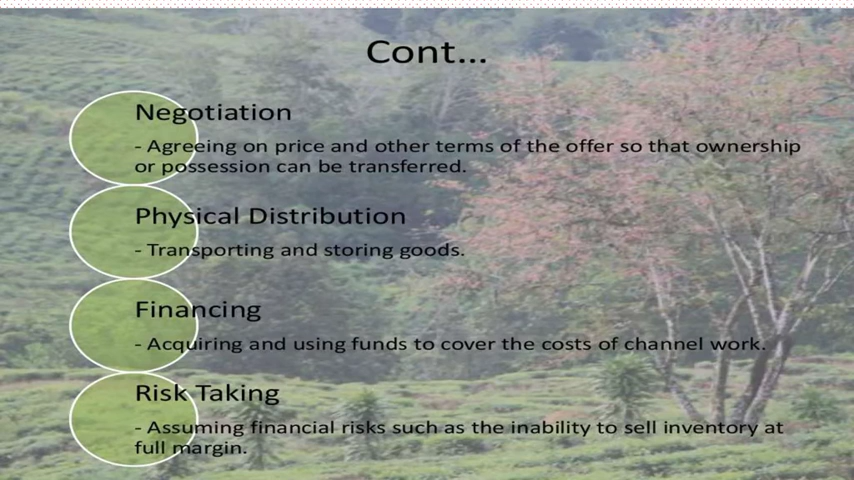 Cont...
Negotiation
- Agreeing on price and other terms of the offer so that ownership
or possession can be transferred.
Physical Distribution
- Transporting and storing goods.
Financing
- Acquiring and using funds to cover the costs of channel work.
Risk Taking
- Assuming financial risks such as the inability to sell inventory at
full margin.